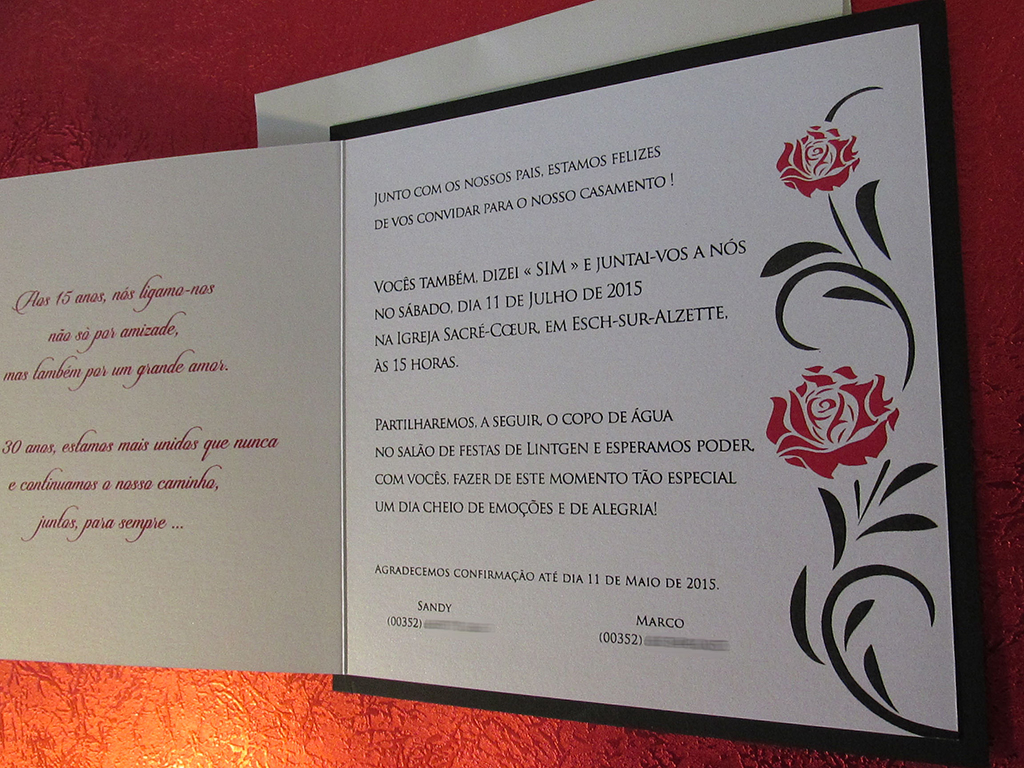 Aos 15 anos, nós ligamo-nos
não só por amizade,
mas também por um grande amor.
30 anos, estamos mais unidos que nunca
e continuamos o nosso caminho,
juntos, para sempre ...
JUNTO COM OS NOSSOS PAIS, ESTAMOS FELIZES
DE VOS CONVIDAR PARA O NOSSO CASAMENTO !
VOCÊS TAMBÉM, DIZEI « SIM » E JUNTAI-VOS A NÓS
NO SÁBADO, DIA 11 DE JULHO DE 2015
NA IGREJA SACRÉ-CŒUR, EM ESCH-SUR-ALZETTE,
ÀS 15 HORAS.
PARTILHAREMOS, A SEGUIR, O COPO DE ÁGUA
NO SALÃO DE FESTAS DE LINTGEN E ESPERAMOS PODER,
COM VOCÊS, FAZER DE ESTE MOMENTO TÃO ESPECIAL
UM DIA CHEIO DE EMOÇÕES E DE ALEGRIA!
AGRADECEMOS CONFIRMAÇÃO ATÉ DIA 11 DE MAIO DE 2015.
SANDY
(00352)
MARCO
(00352)